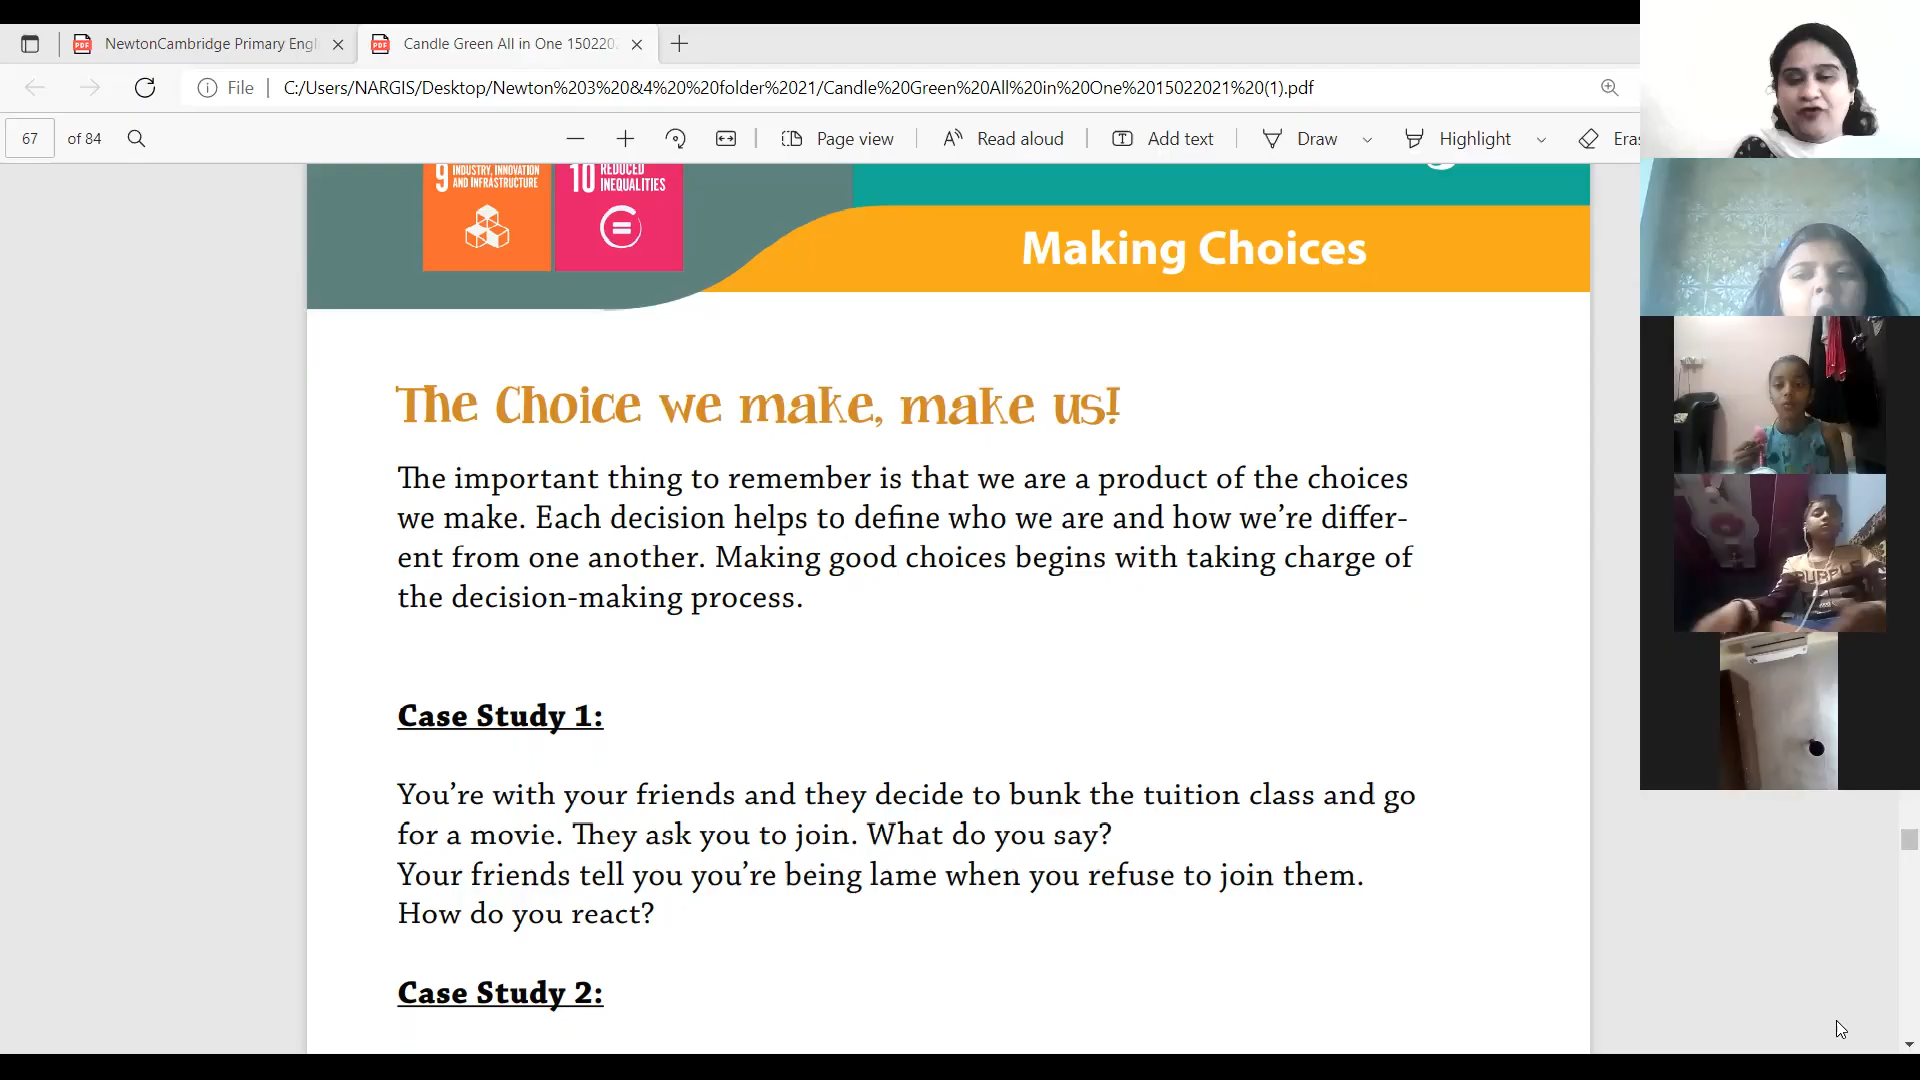 NewtonCambridge Primary Engl
Candle Green All in One 150220
File
C:/Users/NARGIS/Desktop/Newton%203%20&4%20%20folder%2021/Candle%20Green%20All%20in%20One%2015022021%20(1).pdf
67 of 84
Page view
Read aloud
Add text
Draw
Highlight
Eras
9 INDUSTRY, INNOVATION
AND INFRASTRUCTURE
10 REDUCED
INEQUALITIES
Making Choices
The Choice we make, make us!
The important thing to remember is that we are a product of the choices
we make. Each decision helps to define who we are and how we’re differ-
ent from one another. Making good choices begins with taking charge of
the decision-making process.
Case Study 1:
You’re with your friends and they decide to bunk the tuition class and go
for a movie. They ask you to join. What do you say?
Your friends tell you you’re being lame when you refuse to join them.
How do you react?
Case Study 2:
PURPLE